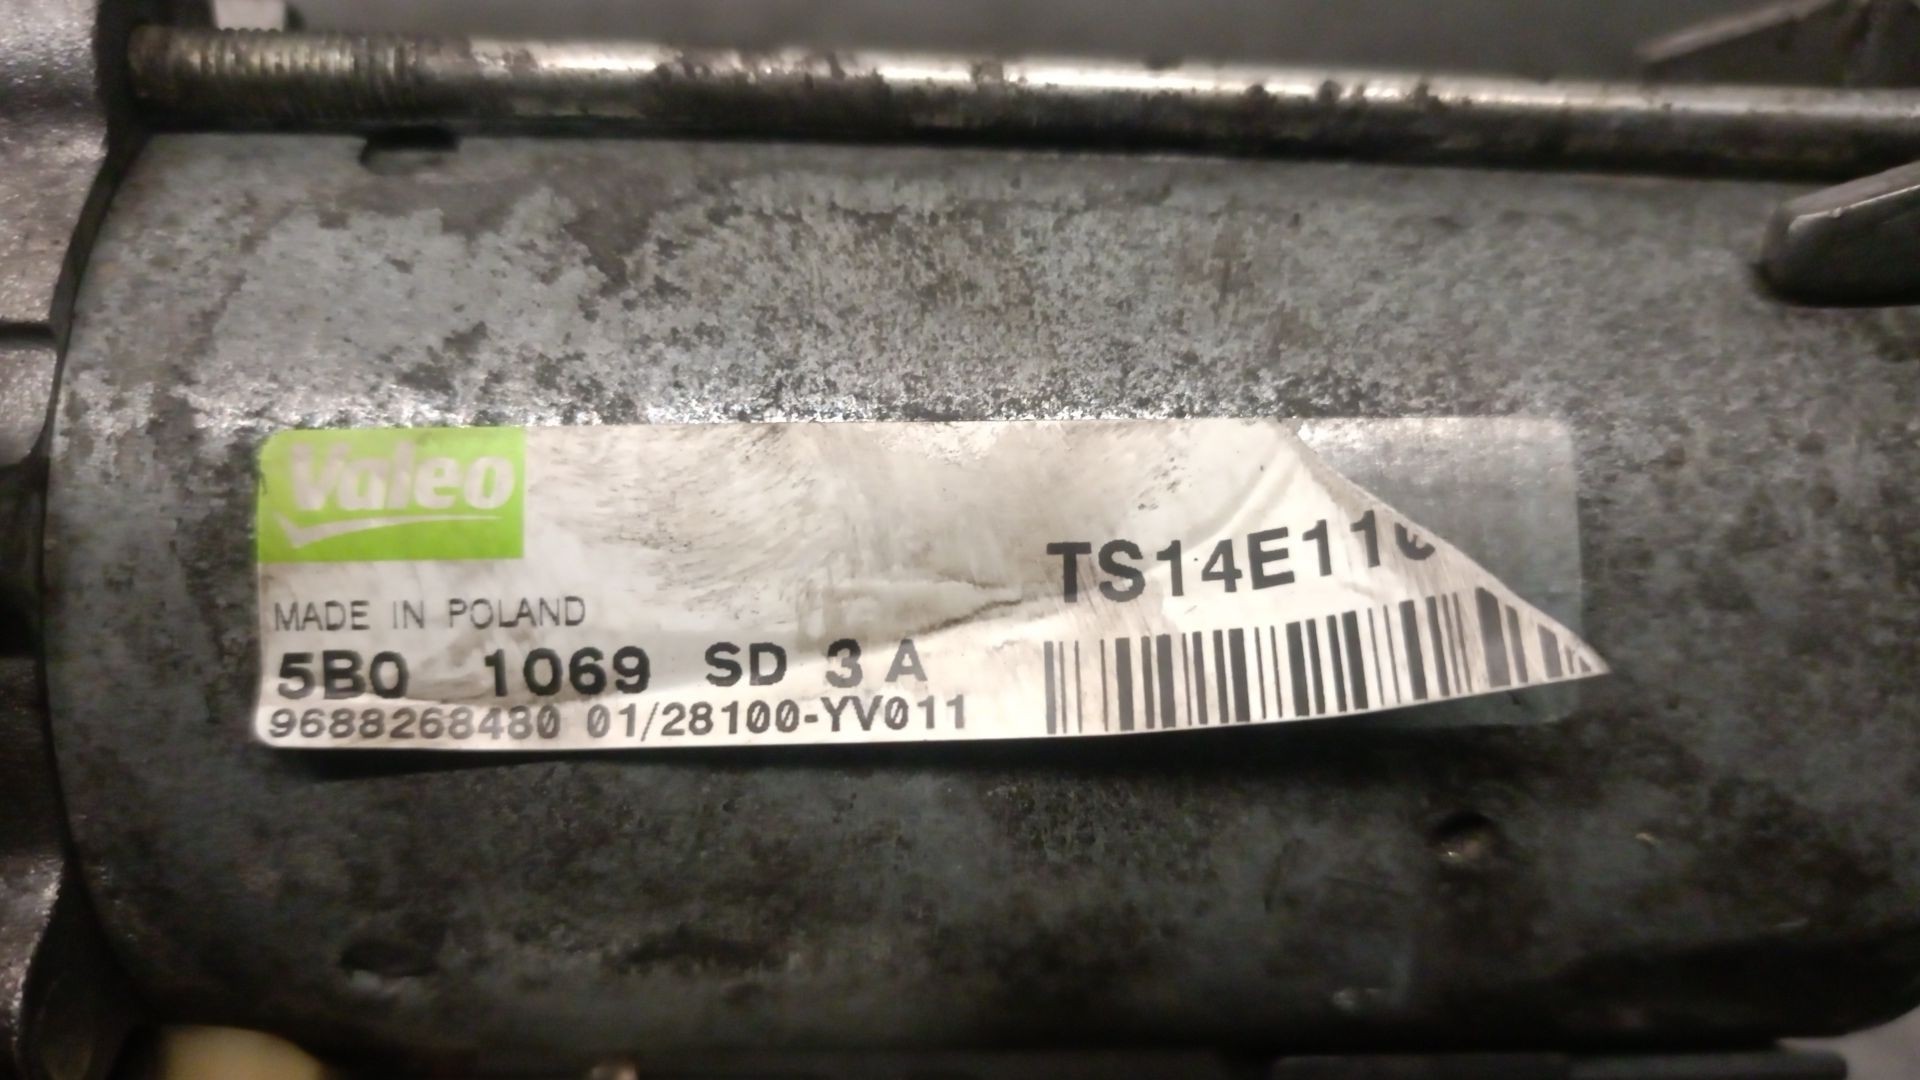 Valeo
TS14E11
MADE IN POLAND
5B0 1069 SD 3 A
9688268480 01/28100-YV011